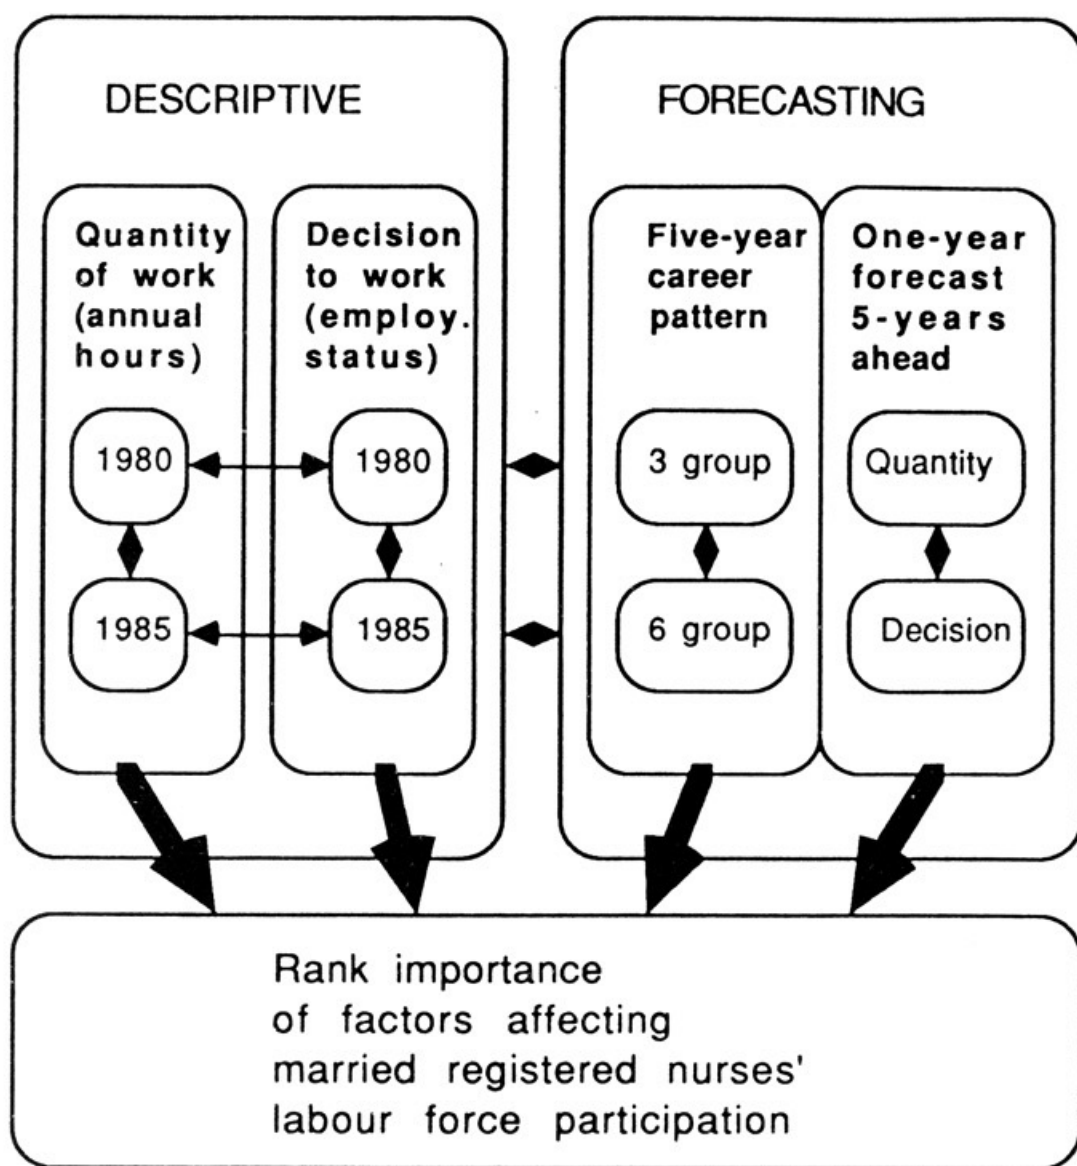 DESCRIPTIVE
Quantity
of work
(annual
hours)
1980
1985
Decision
to work
(employ.
status)
1980
1985
FORECASTING
Five-year
career
pattern
3 group
6 group
One-year
forecast
5-years
ahead
Quantity
Decision
Rank importance
of factors affecting
married registered nurses'
labour force participation